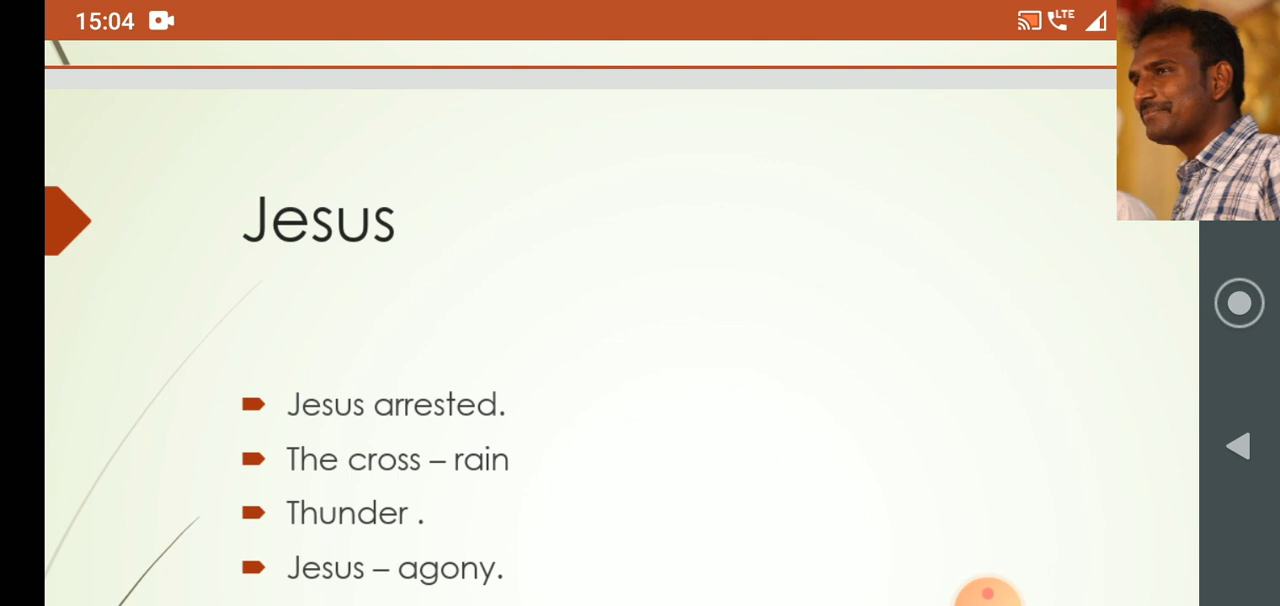 15:04
LTE
Jesus
Jesus arrested.
The cross – rain
Thunder .
Jesus – agony.